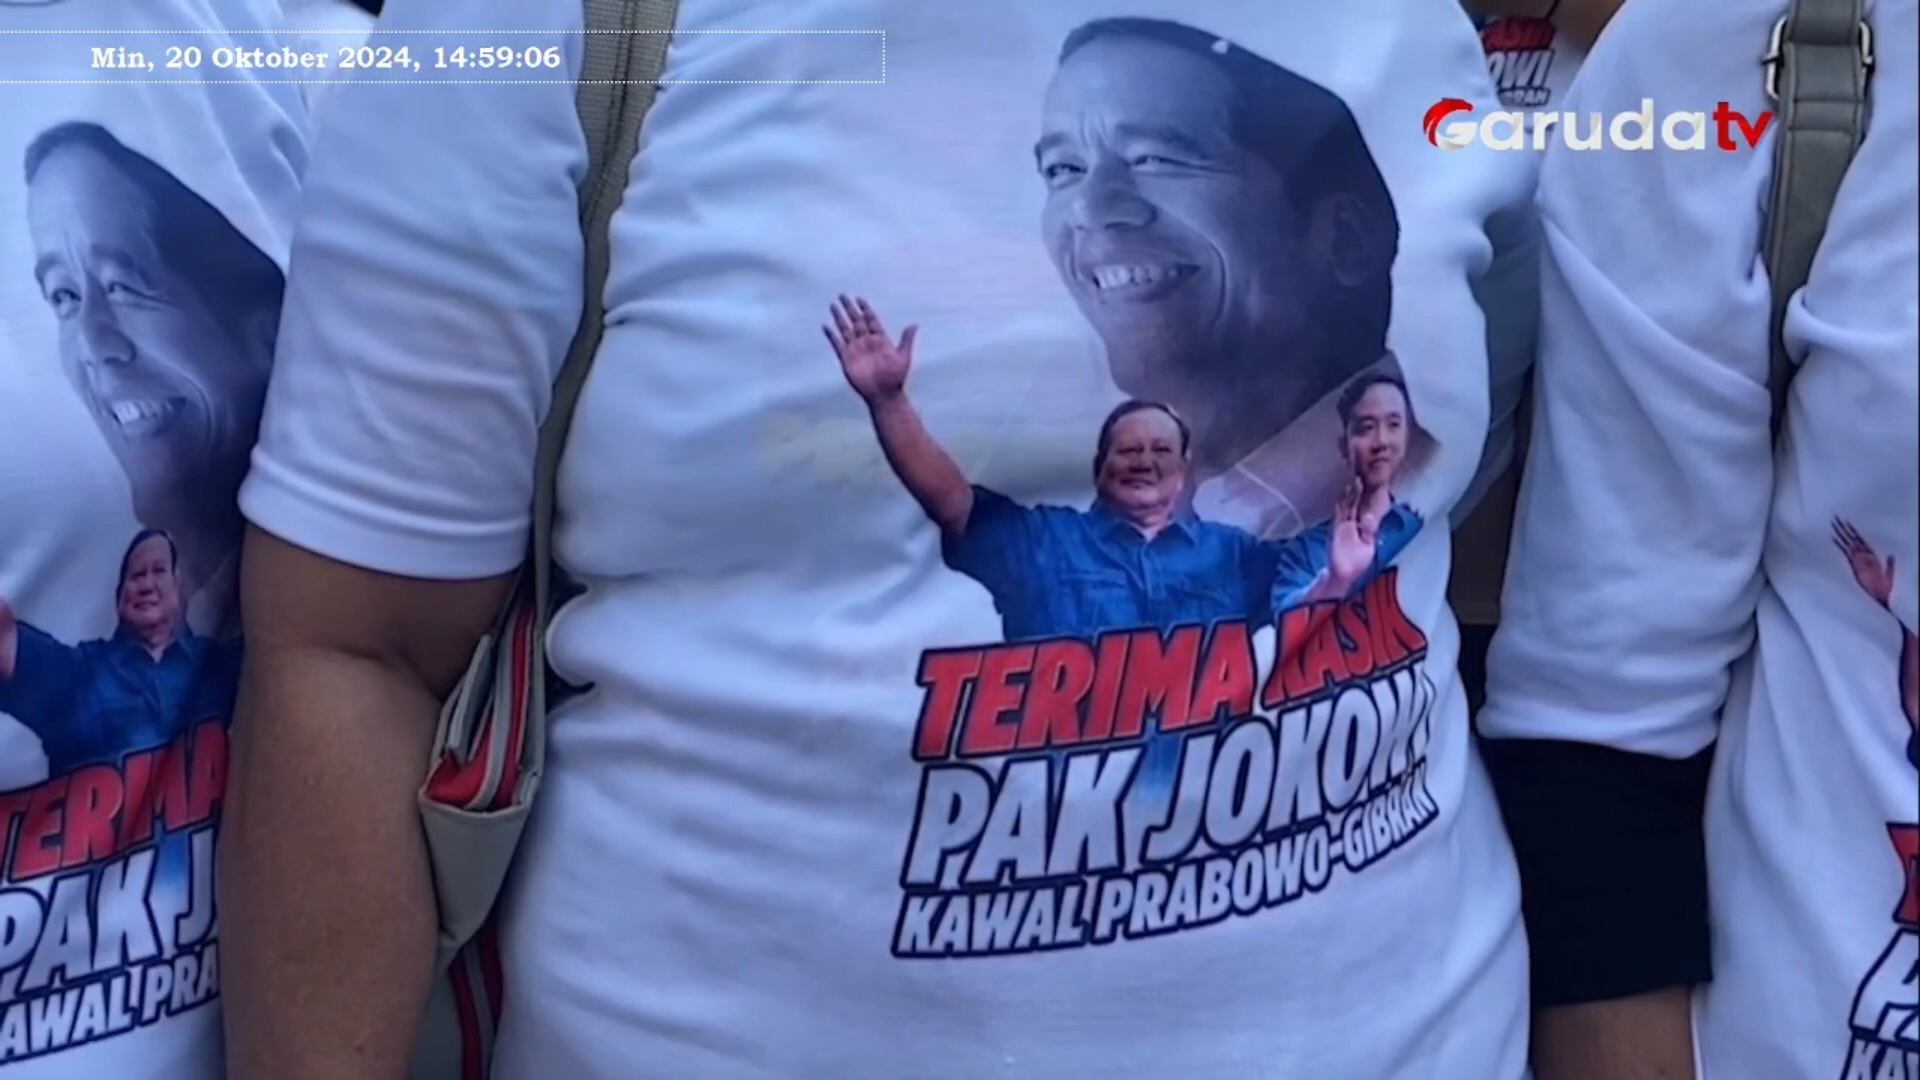 Min, 20 Oktober 2024, 14:59:06
Garudatv
TERIMA KASIH
PAK JOKOWI
KAWAL PRABOWO-GIBRAN
TERIMA
PAK J
KAWAL PRA